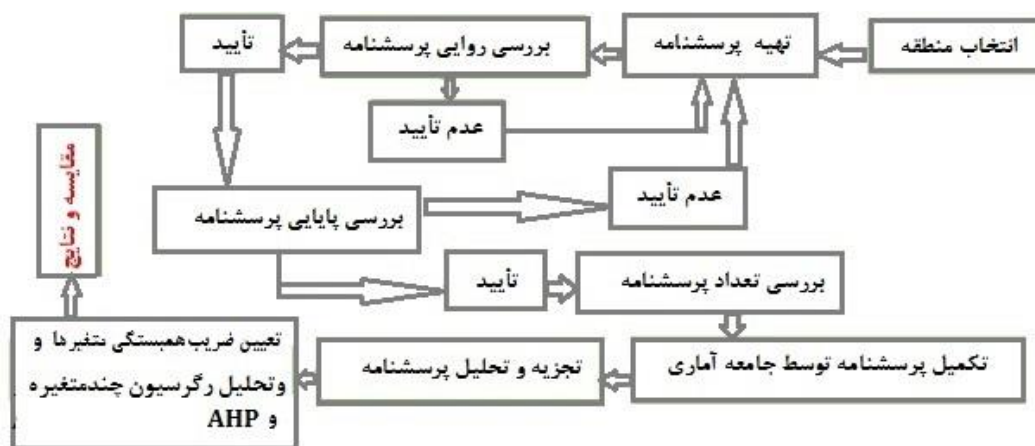 انتخاب منطقه
تهیه پرسشنامه
بررسی روایی پرسشنامه
تأیید
عدم تأیید
بررسی پایایی پرسشنامه
عدم تأیید
تأیید
بررسی تعداد پرسشنامه
تکمیل پرسشنامه توسط جامعه آماری
تجزیه و تحلیل پرسشنامه
تعیین ضریب همبستگی متغیرها و
وتحلیل رگرسیون چندمتغیره
و AHP
مقایسه و نتایج